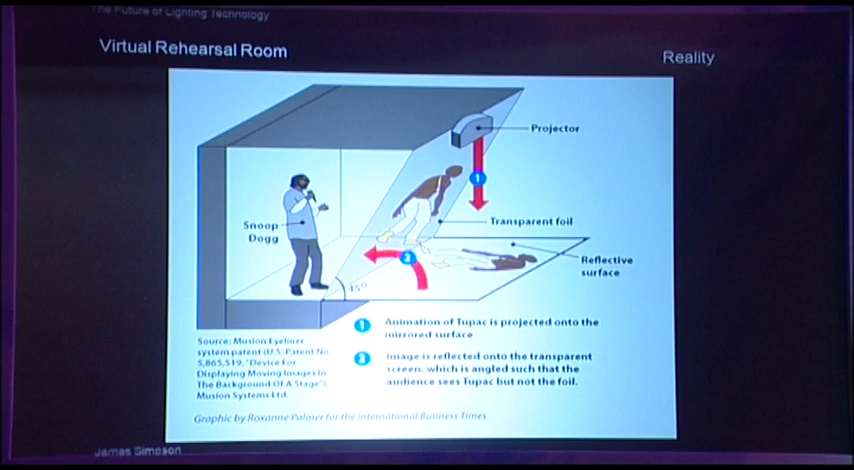 The Future of Lighting Technology
Virtual Rehearsal Room
Reality
Projector
1
Transparent foil
Snoop
Dogg
2
Reflective
surface
45°
1 Animation of Tupac is projected onto the
mirrored surface
2 Image is reflected onto the transparent
screen, which is angled such that the
audience sees Tupac but not the foil.
Source: Musion Eyeliner
system patent (U.S. Patent No
5,865,519, "Device For
Displaying Moving Images In
The Background Of A Stage"),
Musion Systems Ltd.
Graphic by Roxanne Palmer for the International Business Times
James Simpson